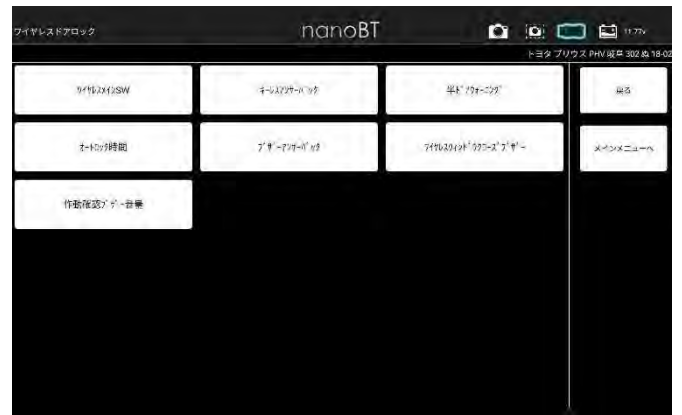 ワイヤレスドアロック
nanoBT
11.77v
トヨタ プリウス PHV 岐阜 302 ぬ 18-02
ﾜｲﾔﾚｽﾒｲﾝSW
ｷｰﾚｽｱﾝｻｰﾊﾞｯｸ
半ﾄﾞｱｳｫｰﾆﾝｸﾞ
戻る
ｵｰﾄﾛｯｸ時間
ﾌﾞｻﾞｰｱﾝｻｰﾊﾞｯｸ
ﾜｲﾔﾚｽｳｨﾝﾄﾞｳｸﾛｰｽﾞﾌﾞｻﾞｰ
メインメニューへ
作動確認ﾌﾞｻﾞｰ音量